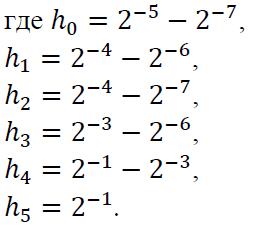 где h₀ = 2⁻⁵ − 2⁻⁷,
h₁ = 2⁻⁴ − 2⁻⁶,
h₂ = 2⁻⁴ − 2⁻⁷,
h₃ = 2⁻³ − 2⁻⁶,
h₄ = 2⁻¹ − 2⁻³,
h₅ = 2⁻¹.